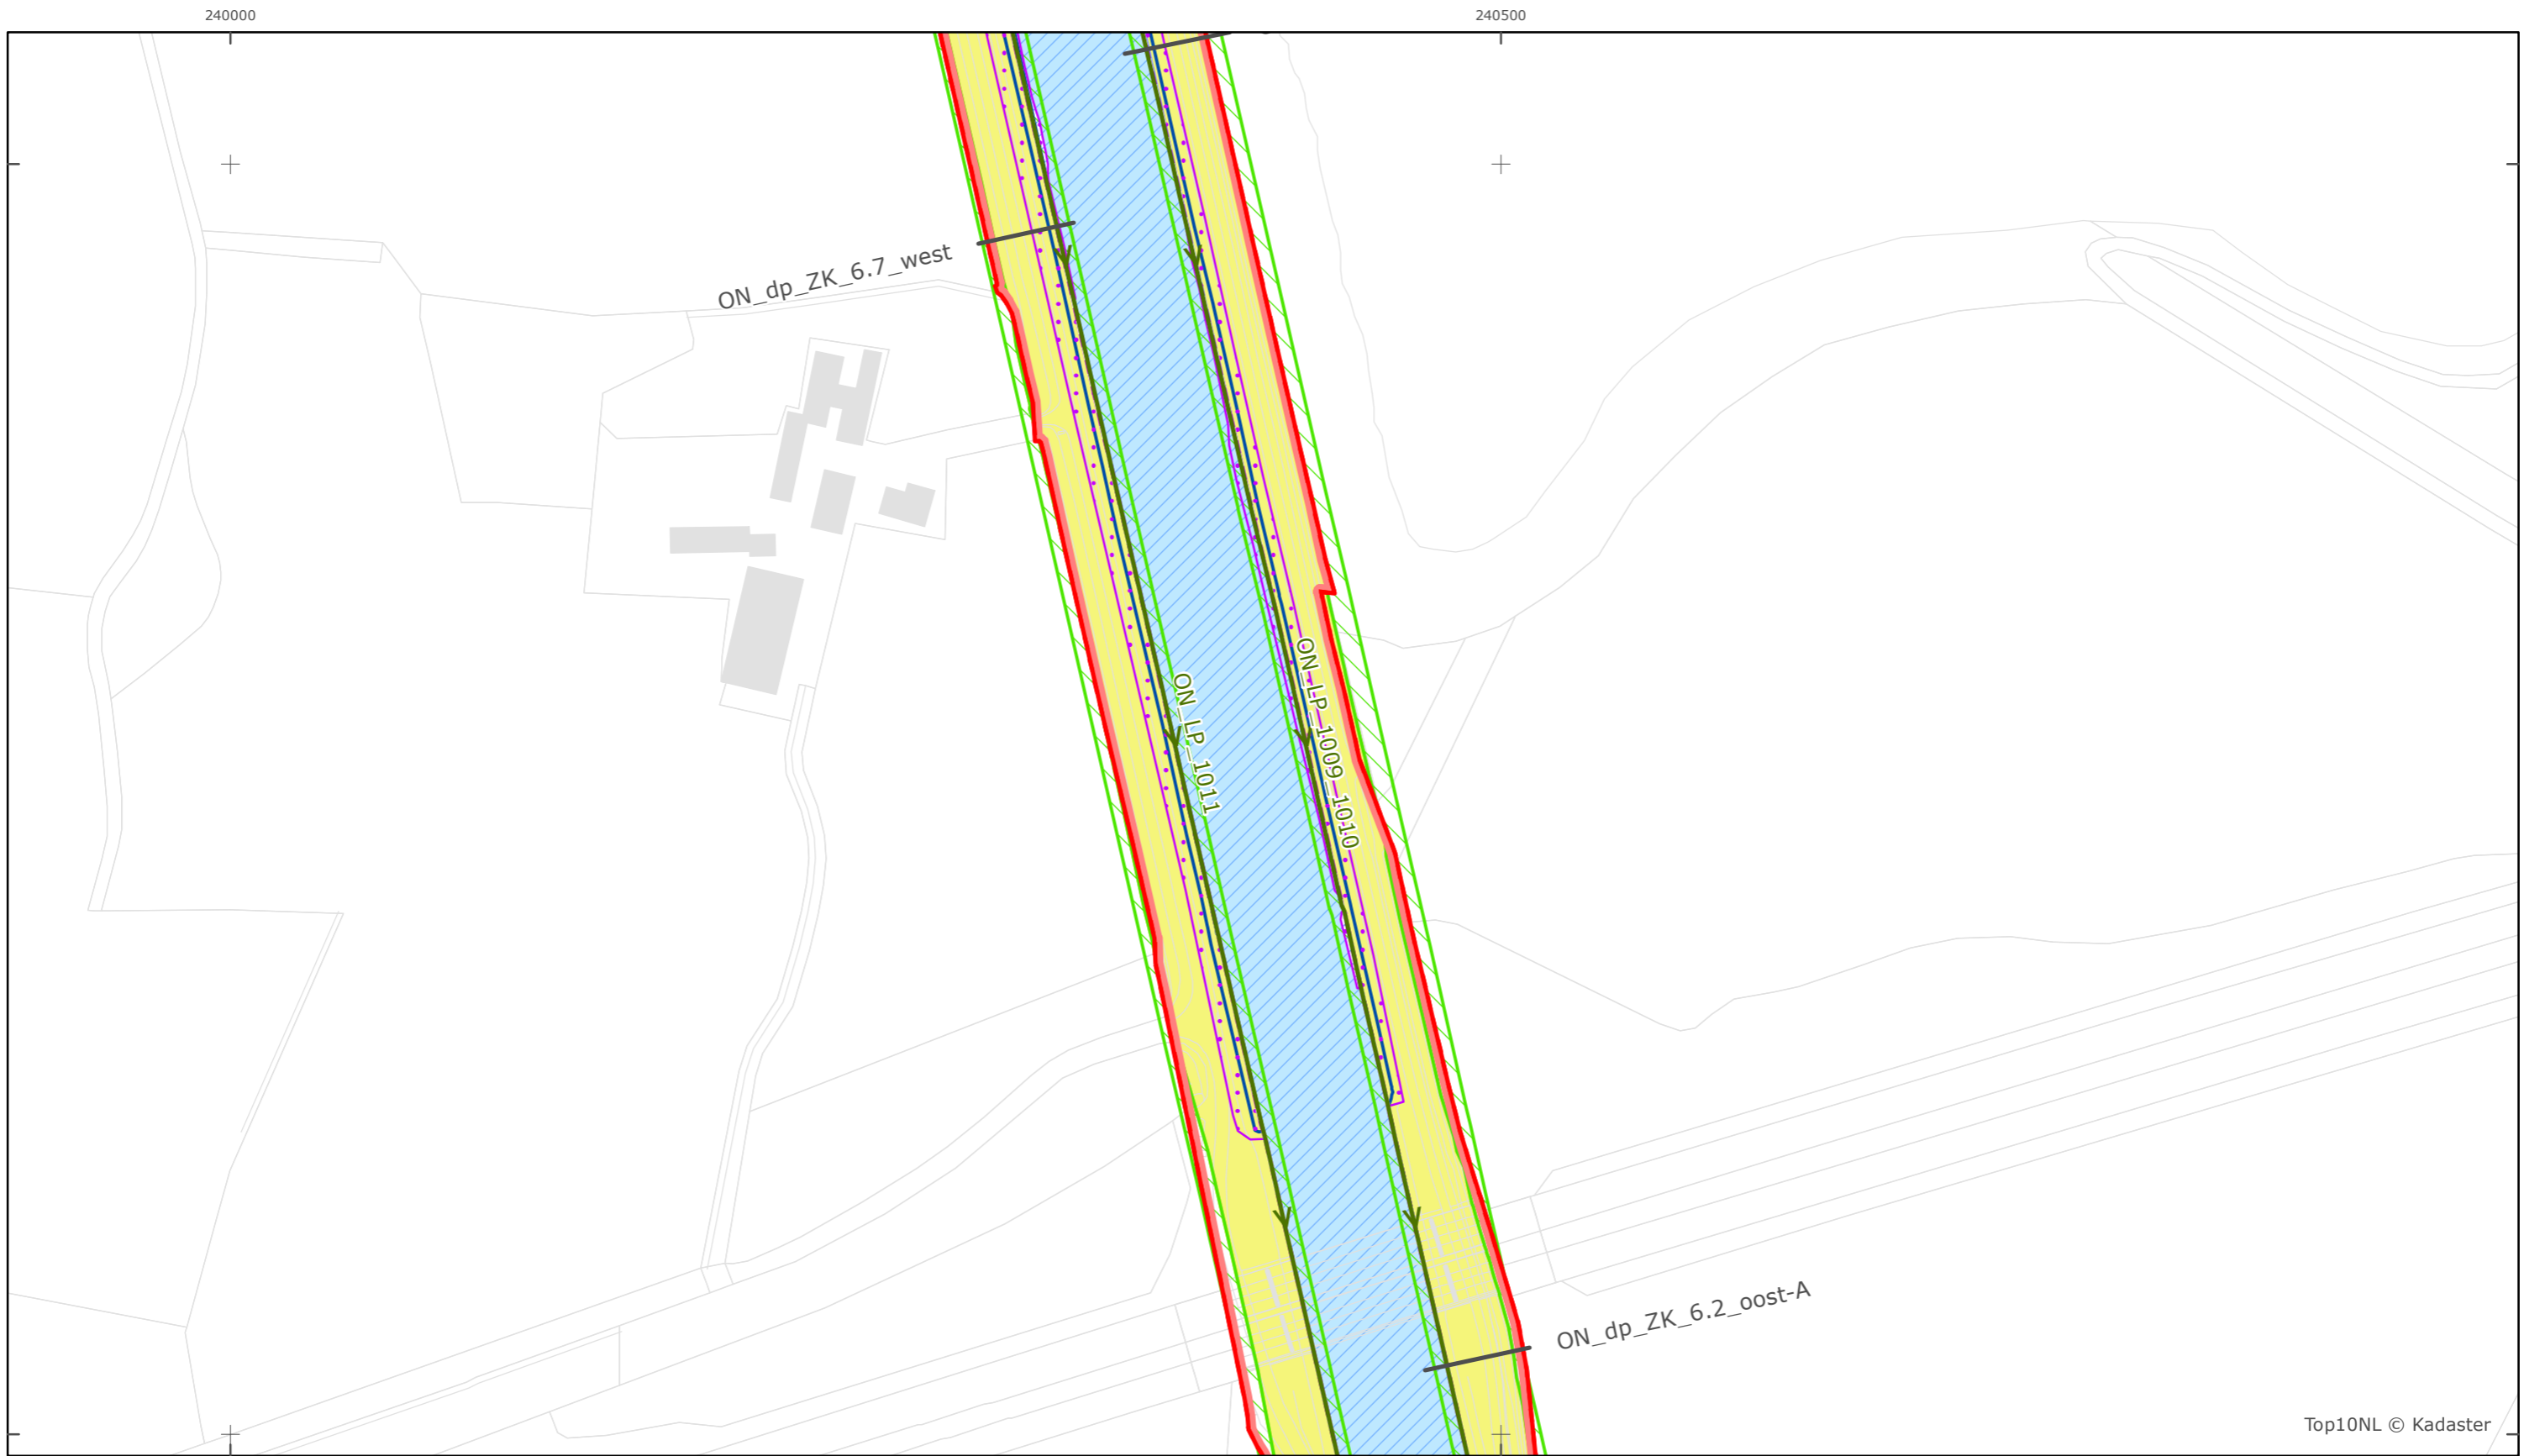 240000
240500
ON_dp_ZK_6.7_west
ON_LP_1011
ON_LP_1009_1010
ON_dp_ZK_6.2_oost-A
Top10NL © Kadaster